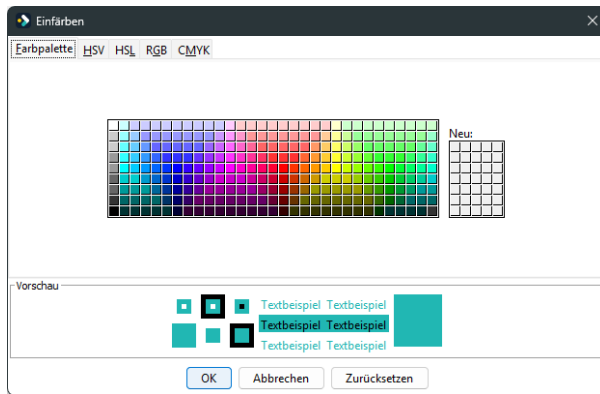 Einfärben
Farbpalette HSV HSL RGB CMYK
Neu:
Vorschau
Textbeispiel Textbeispiel
Textbeispiel Textbeispiel
Textbeispiel Textbeispiel
OK Abbrechen Zurücksetzen